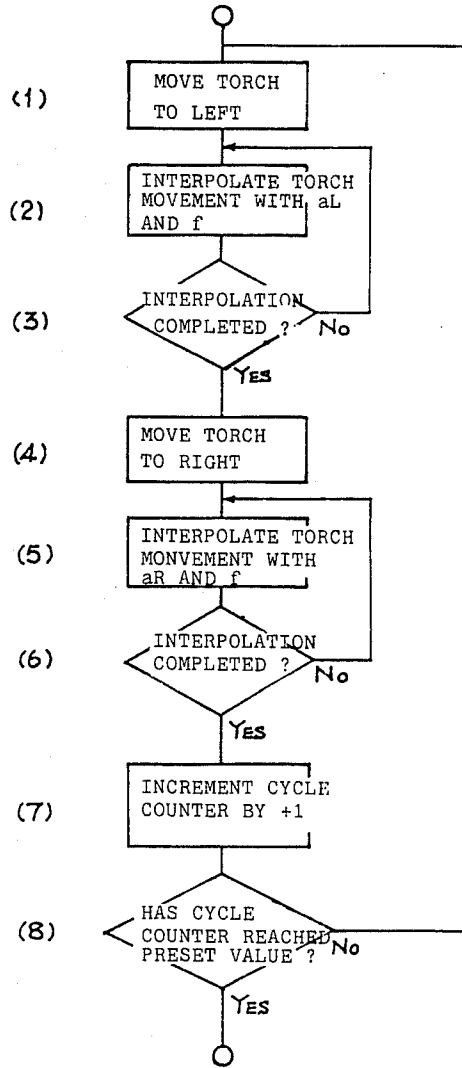 (1)
MOVE TORCH
TO LEFT
(2)
INTERPOLATE TORCH
MOVEMENT WITH aL
AND f
(3)
INTERPOLATION
COMPLETED ?
No
YES
(4)
MOVE TORCH
TO RIGHT
(5)
INTERPOLATE TORCH
MONVEMENT WITH
aR AND f
(6)
INTERPOLATION
COMPLETED ?
No
YES
(7)
INCREMENT CYCLE
COUNTER BY +1
(8)
HAS CYCLE
COUNTER REACHED
PRESET VALUE ?
No
YES